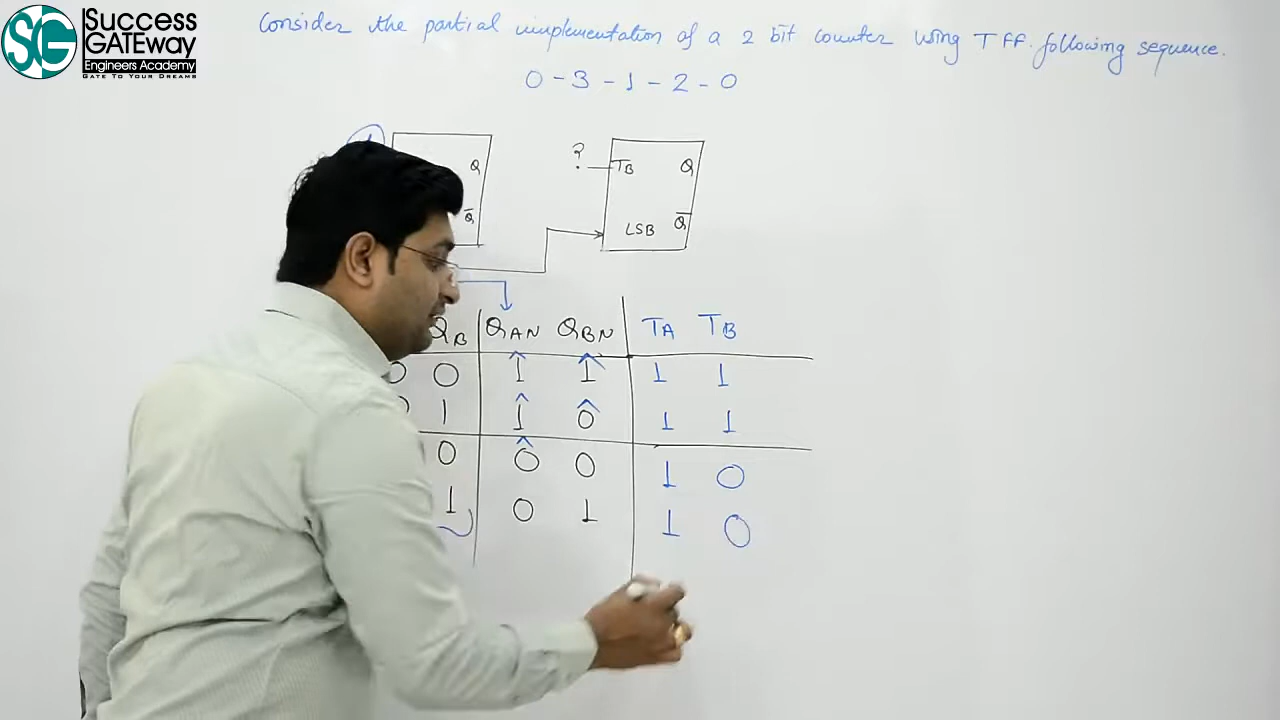 Success
GATEway
Engineers Academy
GATE TO YOUR DREAMS
SG
Consider the partial implementation of a 2 bit counter using T FF. following sequence.
0 - 3 - 1 - 2 - 0
Q
Q̅
?
TB Q
LSB Q̅
QB QAN QBN TA TB
0 0 1 1 1 1
1 1 0 1 1
0 0 0 1 0
1 0 1 1 0